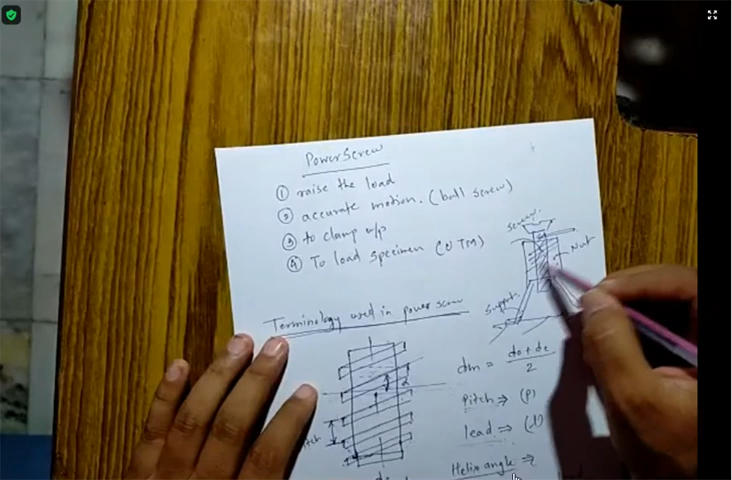 Power Screw
① raise the load
② accurate motion. (ball screw)
③ to clamp w/p
④ To load specimen (UTM)
Screw
Nut
Support
Terminology used in power screw
α
dm = do + dc / 2
Pitch ⇒ (p)
lead ⇒ (l)
Helix angle ⇒